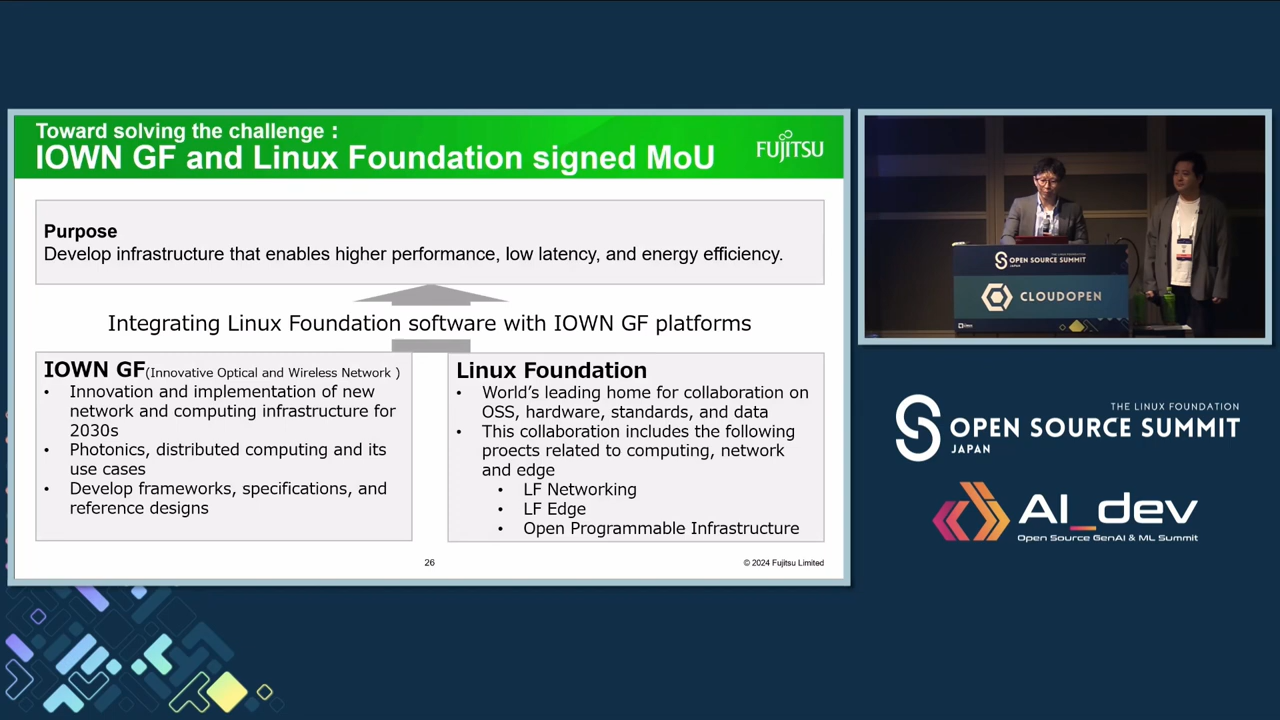 Toward solving the challenge :
IOWN GF and Linux Foundation signed MoU
FUJITSU
Purpose
Develop infrastructure that enables higher performance, low latency, and energy efficiency.
Integrating Linux Foundation software with IOWN GF platforms
IOWN GF(Innovative Optical and Wireless Network )
• Innovation and implementation of new
network and computing infrastructure for
2030s
• Photonics, distributed computing and its
use cases
• Develop frameworks, specifications, and
reference designs
Linux Foundation
• World's leading home for collaboration on
OSS, hardware, standards, and data
• This collaboration includes the following
proects related to computing, network
and edge
• LF Networking
• LF Edge
• Open Programmable Infrastructure
26
© 2024 Fujitsu Limited
OPEN SOURCE SUMMIT
JAPAN
CLOUDOPEN
THE LINUX FOUNDATION
OPEN SOURCE SUMMIT
JAPAN
AI_dev
Open Source GenAI & ML Summit